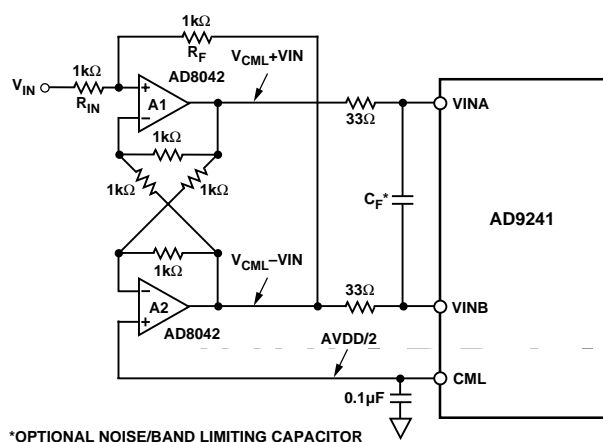 1kΩ
R_F
V_IN
1kΩ
R_IN
AD8042
A1
V_CML+VIN
33Ω
VINA
1kΩ
1kΩ
1kΩ
C_F*
AD9241
1kΩ
V_CML–VIN
33Ω
VINB
A2
AD8042
AVDD/2
CML
0.1μF
*OPTIONAL NOISE/BAND LIMITING CAPACITOR